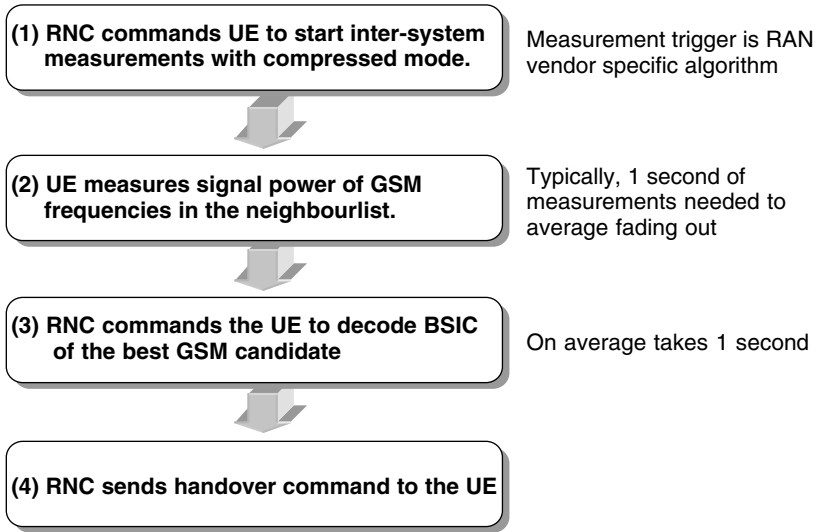 (1) RNC commands UE to start inter-system
measurements with compressed mode.
Measurement trigger is RAN
vendor specific algorithm
(2) UE measures signal power of GSM
frequencies in the neighbourlist.
Typically, 1 second of
measurements needed to
average fading out
(3) RNC commands the UE to decode BSIC
of the best GSM candidate
On average takes 1 second
(4) RNC sends handover command to the UE